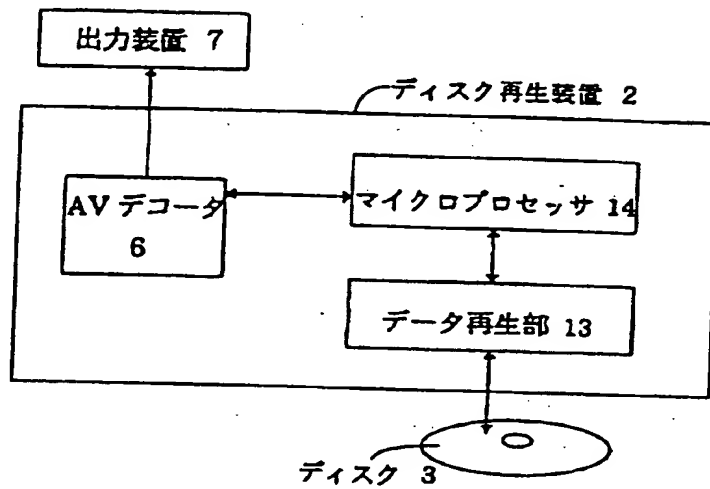 出力装置 7
ディスク再生装置 2
AV デコータ
6
マイクロプロセッサ 14
データ再生部 13
ディスク 3